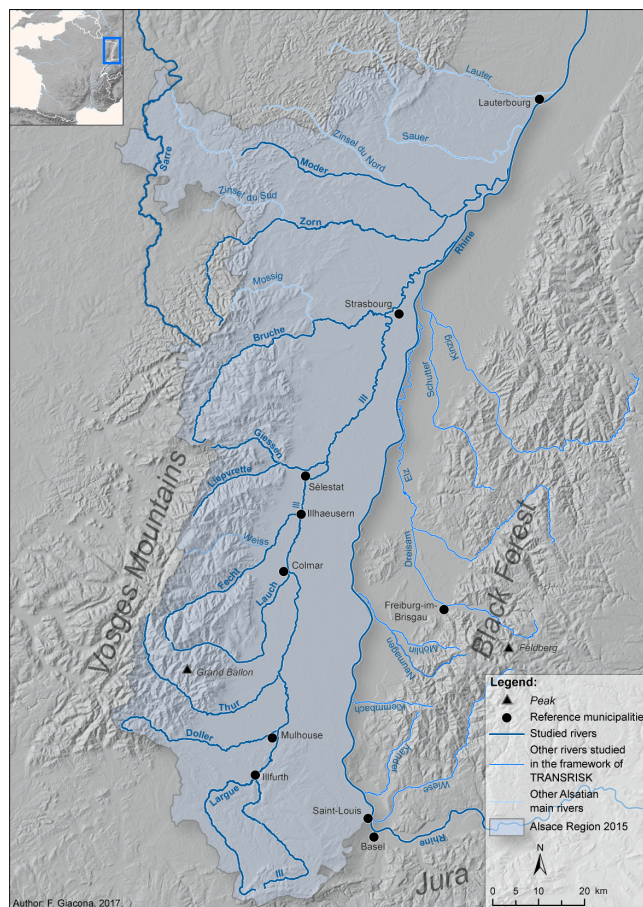 Lauter
Lauterbourg
Sauer
Zinsel du Nord
Moder
Sarre
Zinsel du Sud
Zorn
Rhine
Mossig
Strasbourg
Bruche
Kinzig
Schutter
Ill
Giessen
Liepvrette
Sélestat
Elz
Ill
Illhaeusern
Vosges Mountains
Weiss
Dreisam
Black Forest
Fecht
Colmar
Lauch
Freiburg-im-
Brisgau
Möhlin
Neumagen
Feldberg
Grand Ballon
Thur
Klemmbach
Doller
Mulhouse
Kander
Illfurth
Largue
Wiese
Saint-Louis
Basel
Rhine
Ill
Jura
Legend:
Peak
Reference municipalities
Studied rivers
Other rivers studied
in the framework of
TRANSRISK
Other Alsatian
main rivers
Alsace Region 2015
N
0 5 10 20 km
Author: F. Giacona, 2017